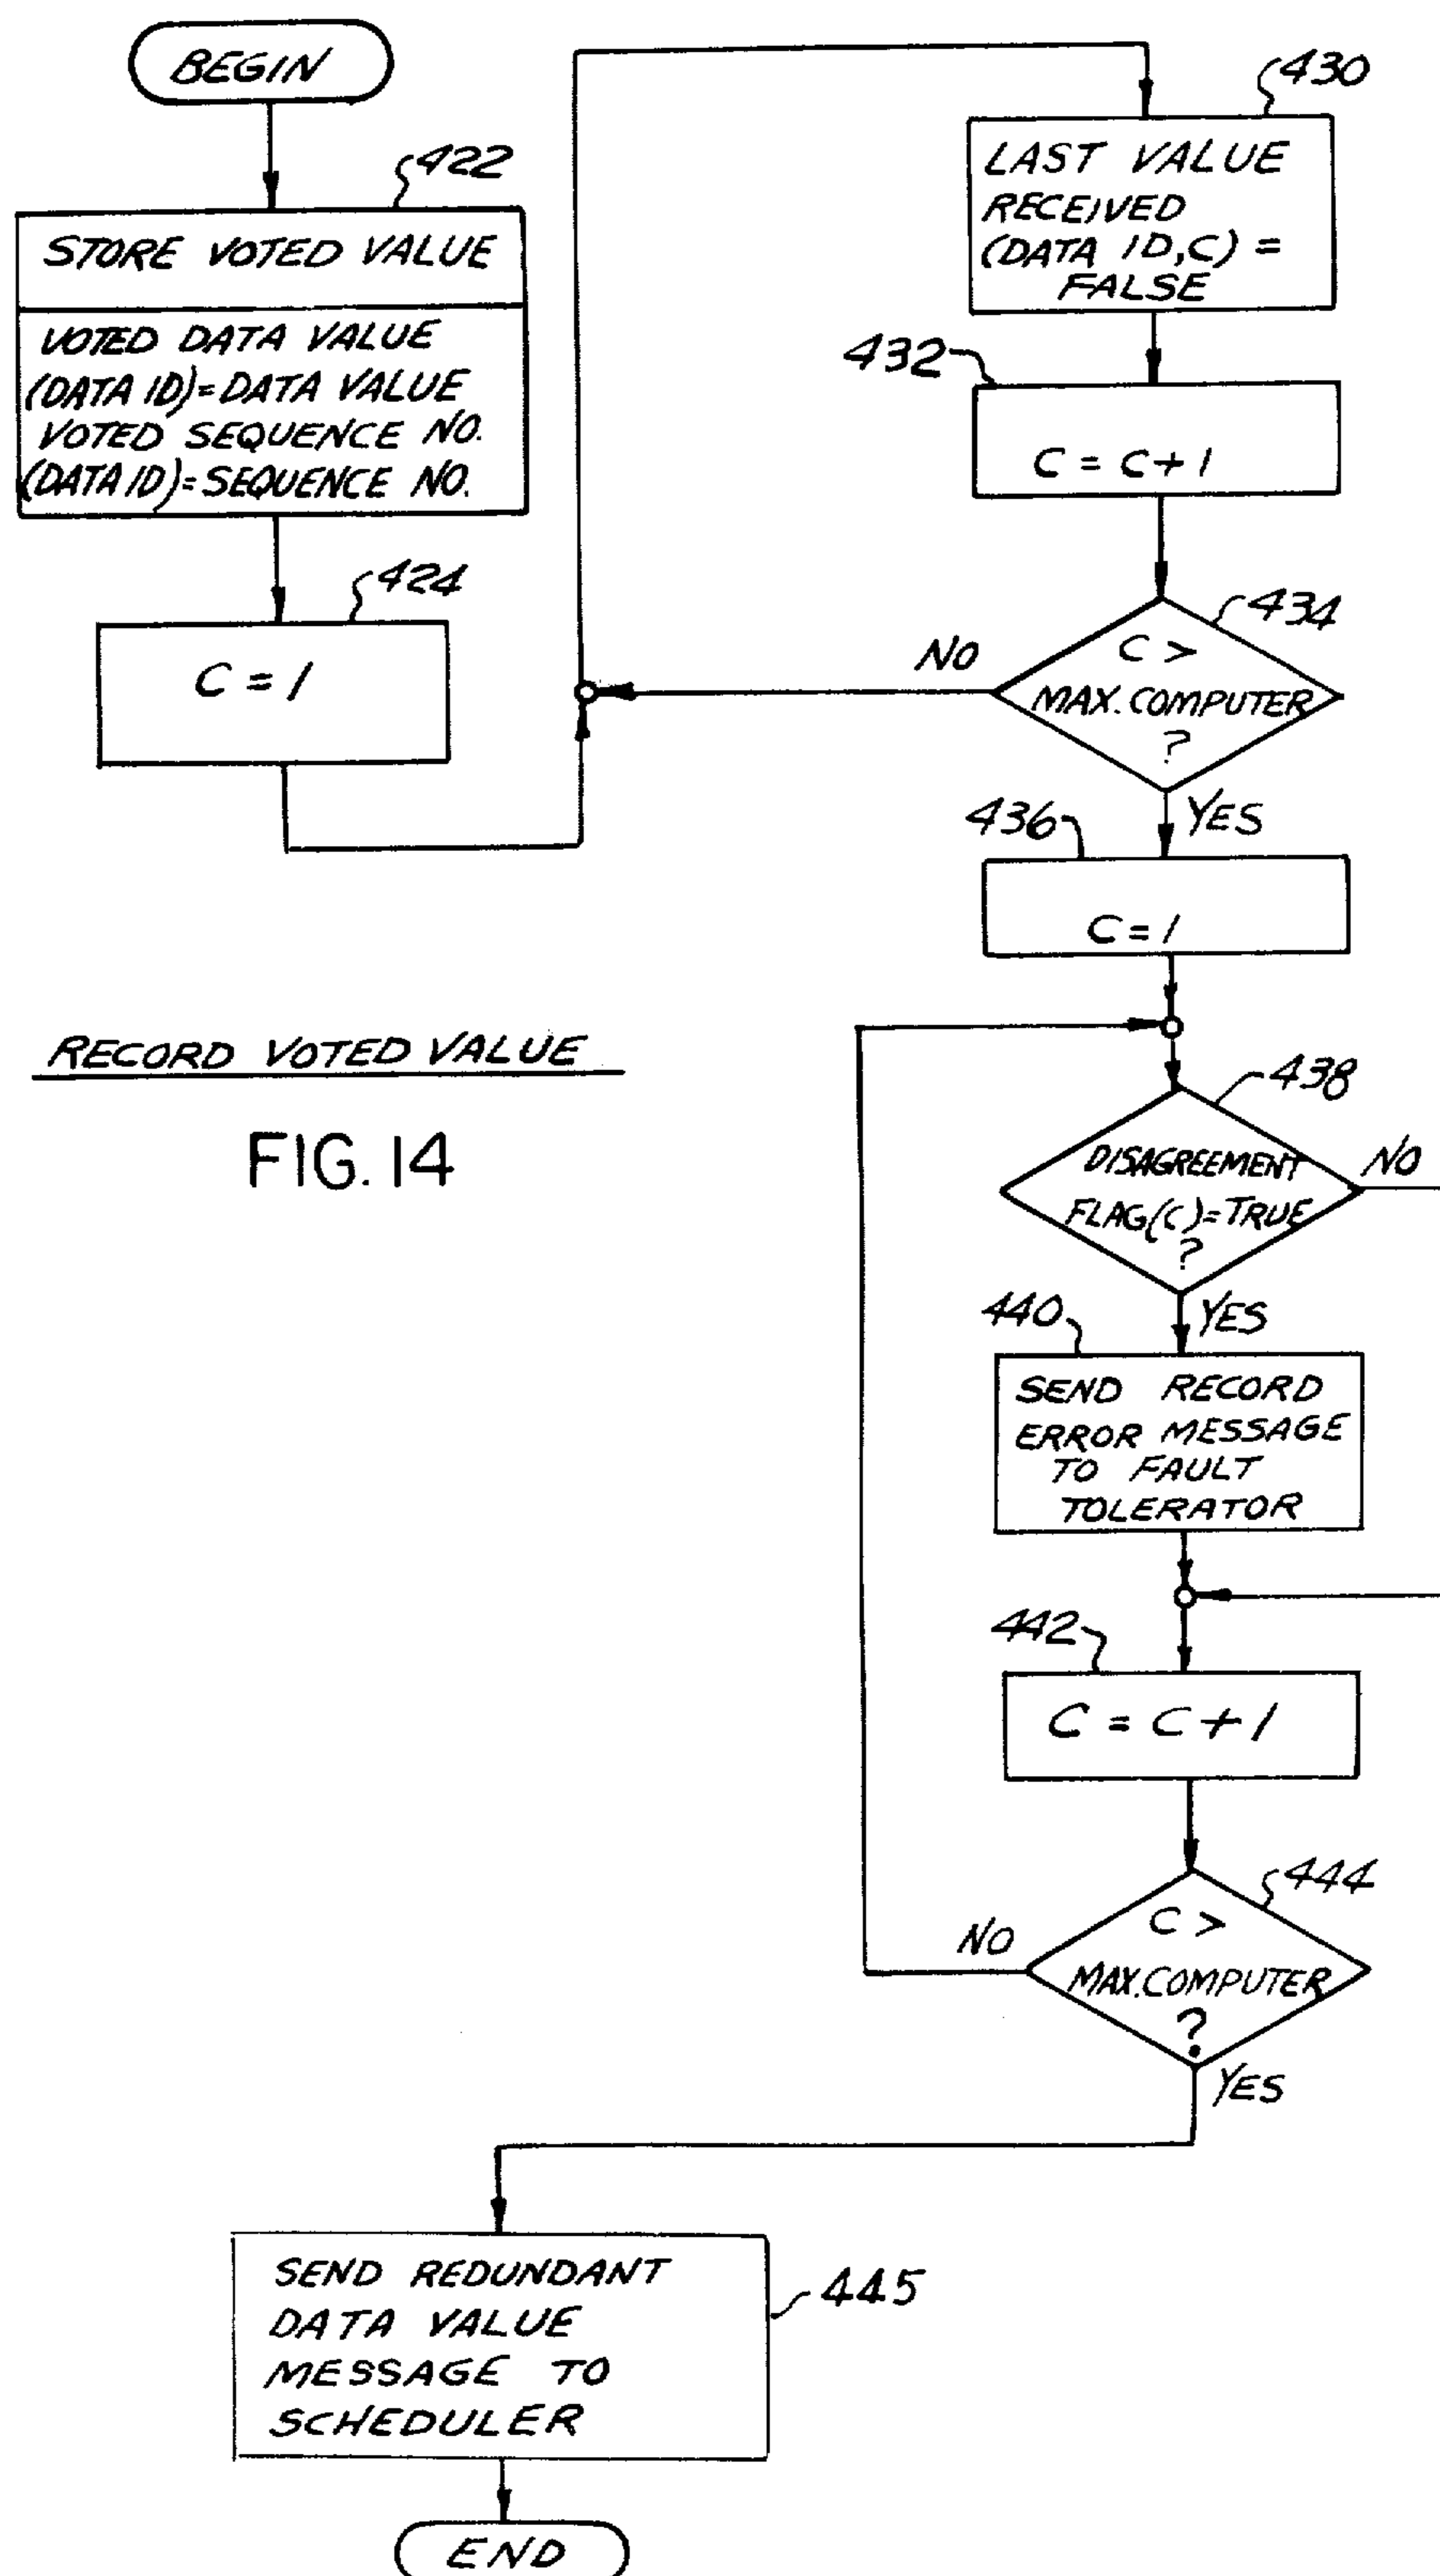 BEGIN
422
STORE VOTED VALUE
VOTED DATA VALUE
(DATA ID)=DATA VALUE
VOTED SEQUENCE NO.
(DATA ID)=SEQUENCE NO.
424
C = 1
430
LAST VALUE
RECEIVED
(DATA ID,C) =
FALSE
432
C = C+1
434
C >
MAX.COMPUTER
?
NO
YES
436
C = 1
RECORD VOTED VALUE
FIG. 14
438
DISAGREEMENT
FLAG(C)=TRUE
?
NO
YES
440
SEND RECORD
ERROR MESSAGE
TO FAULT
TOLERATOR
442
C = C + 1
444
C >
MAX.COMPUTER
?
NO
YES
SEND REDUNDANT
DATA VALUE
MESSAGE TO
SCHEDULER
445
END